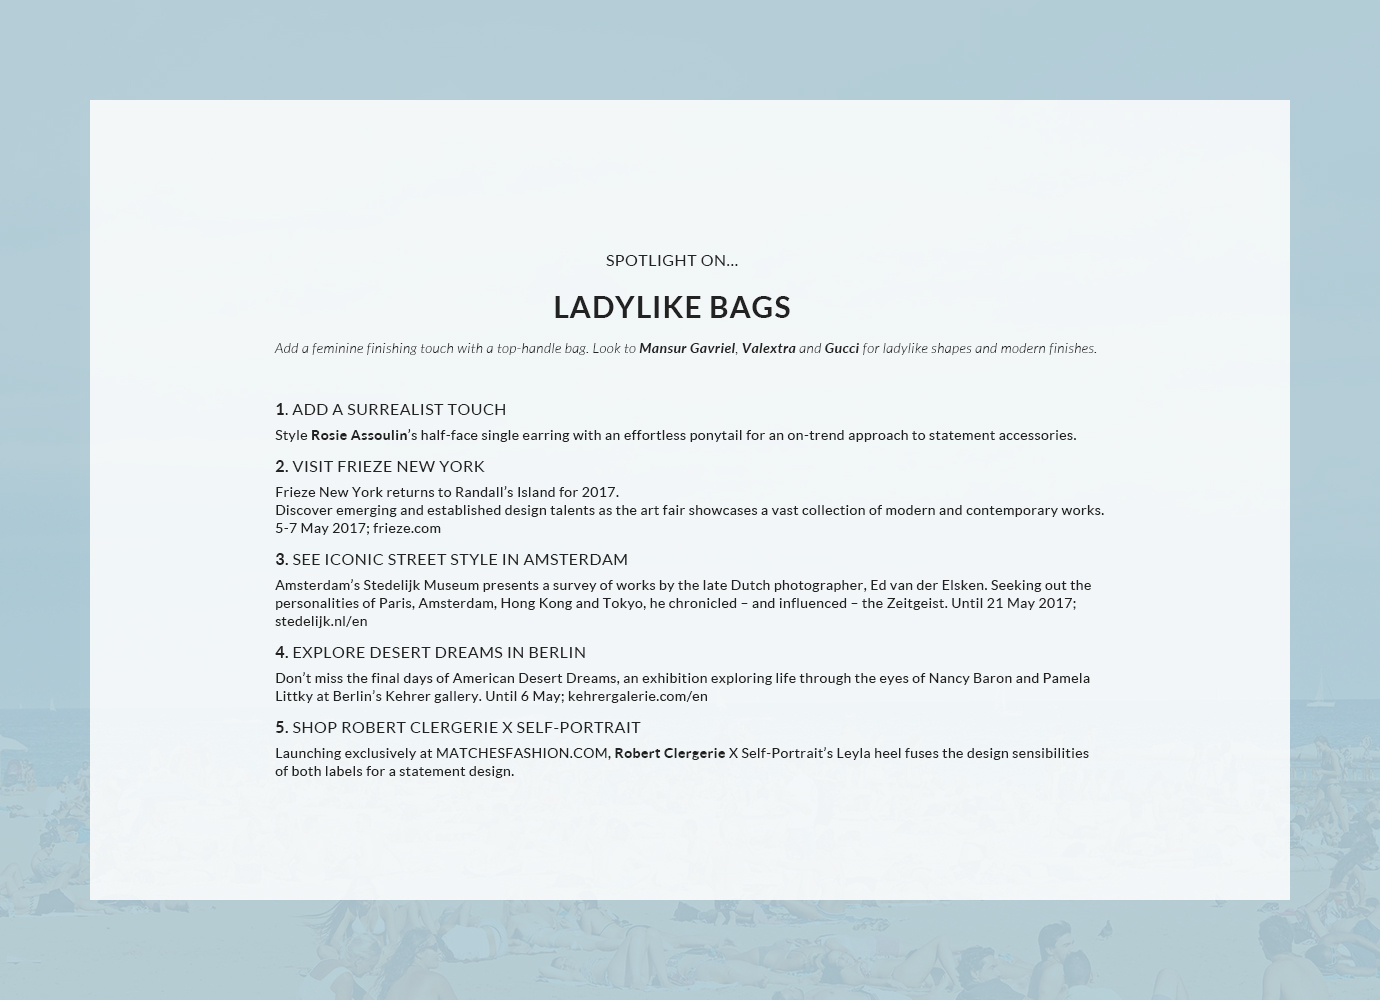 SPOTLIGHT ON...
LADYLIKE BAGS
Add a feminine finishing touch with a top-handle bag. Look to Mansur Gavriel, Valextra and Gucci for ladylike shapes and modern finishes.
1. ADD A SURREALIST TOUCH
Style Rosie Assoulin's half-face single earring with an effortless ponytail for an on-trend approach to statement accessories.
2. VISIT FRIEZE NEW YORK
Frieze New York returns to Randall's Island for 2017.
Discover emerging and established design talents as the art fair showcases a vast collection of modern and contemporary works.
5-7 May 2017; frieze.com
3. SEE ICONIC STREET STYLE IN AMSTERDAM
Amsterdam's Stedelijk Museum presents a survey of works by the late Dutch photographer, Ed van der Elsken. Seeking out the
personalities of Paris, Amsterdam, Hong Kong and Tokyo, he chronicled – and influenced – the Zeitgeist. Until 21 May 2017;
stedelijk.nl/en
4. EXPLORE DESERT DREAMS IN BERLIN
Don't miss the final days of American Desert Dreams, an exhibition exploring life through the eyes of Nancy Baron and Pamela
Littky at Berlin's Kehrer gallery. Until 6 May; kehrergalerie.com/en
5. SHOP ROBERT CLERGERIE X SELF-PORTRAIT
Launching exclusively at MATCHESFASHION.COM, Robert Clergerie X Self-Portrait's Leyla heel fuses the design sensibilities
of both labels for a statement design.